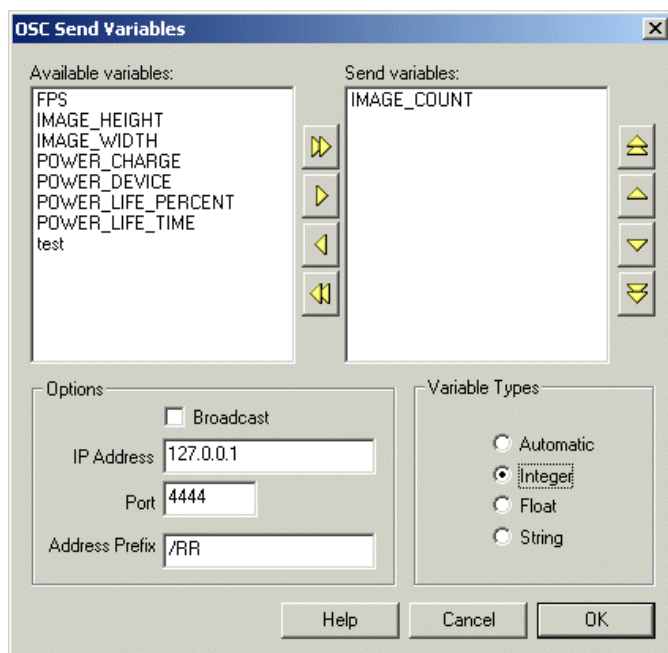 OSC Send Variables
Available variables:
FPS
IMAGE_HEIGHT
IMAGE_WIDTH
POWER_CHARGE
POWER_DEVICE
POWER_LIFE_PERCENT
POWER_LIFE_TIME
test
Send variables:
IMAGE_COUNT
Options
Broadcast
IP Address 127.0.0.1
Port 4444
Address Prefix /RR
Variable Types
Automatic
Integer
Float
String
Help Cancel OK